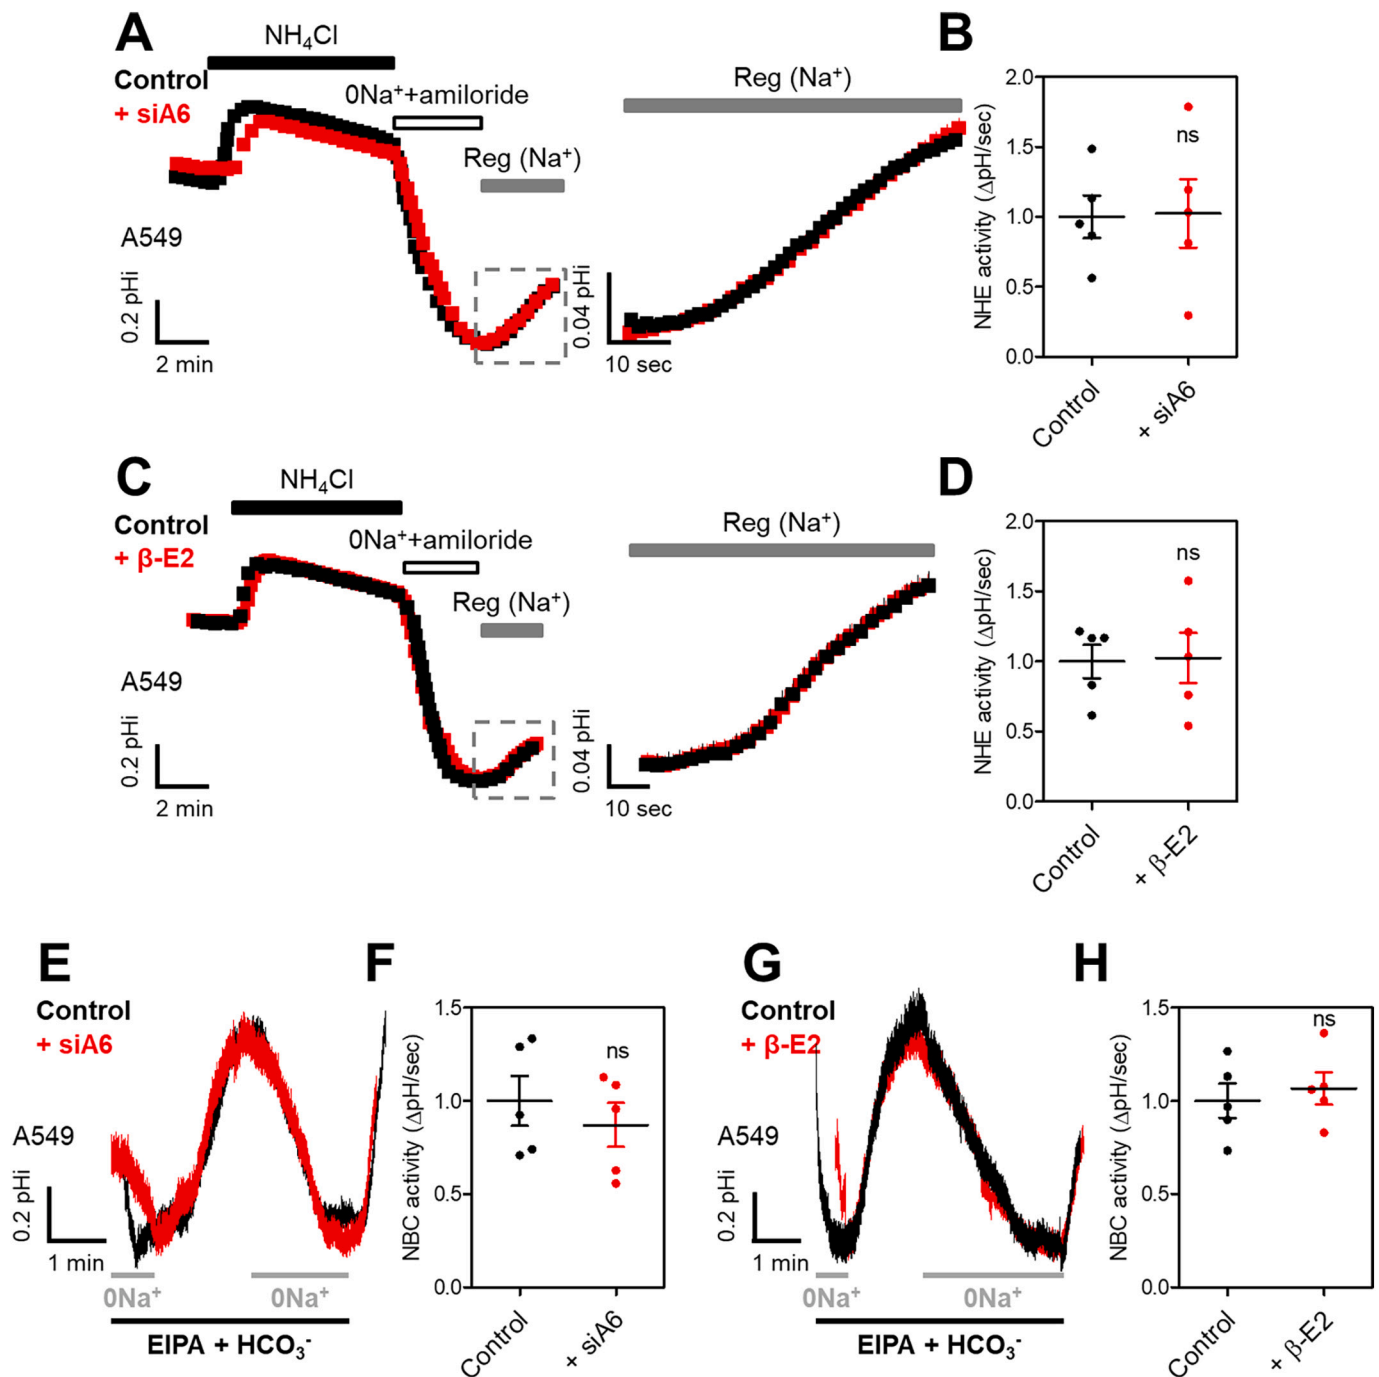 A
NH₄Cl
Control
+ siA6
0Na⁺+amiloride
Reg (Na⁺)
A549
0.2 pHi
2 min
Reg (Na⁺)
0.04 pHi
10 sec
B
NHE activity (ΔpH/sec)
2.0
1.5
1.0
0.5
0.0
ns
Control
+ siA6
C
NH₄Cl
Control
+ β-E2
0Na⁺+amiloride
Reg (Na⁺)
A549
0.2 pHi
2 min
Reg (Na⁺)
0.04 pHi
10 sec
D
NHE activity (ΔpH/sec)
2.0
1.5
1.0
0.5
0.0
ns
Control
+ β-E2
E
Control
+ siA6
A549
0.2 pHi
1 min
0Na⁺
0Na⁺
EIPA + HCO₃⁻
F
NBC activity (ΔpH/sec)
1.5
1.0
0.5
0.0
ns
Control
+ siA6
G
Control
+ β-E2
A549
0.2 pHi
1 min
0Na⁺
0Na⁺
EIPA + HCO₃⁻
H
NBC activity (ΔpH/sec)
1.5
1.0
0.5
0.0
ns
Control
+ β-E2